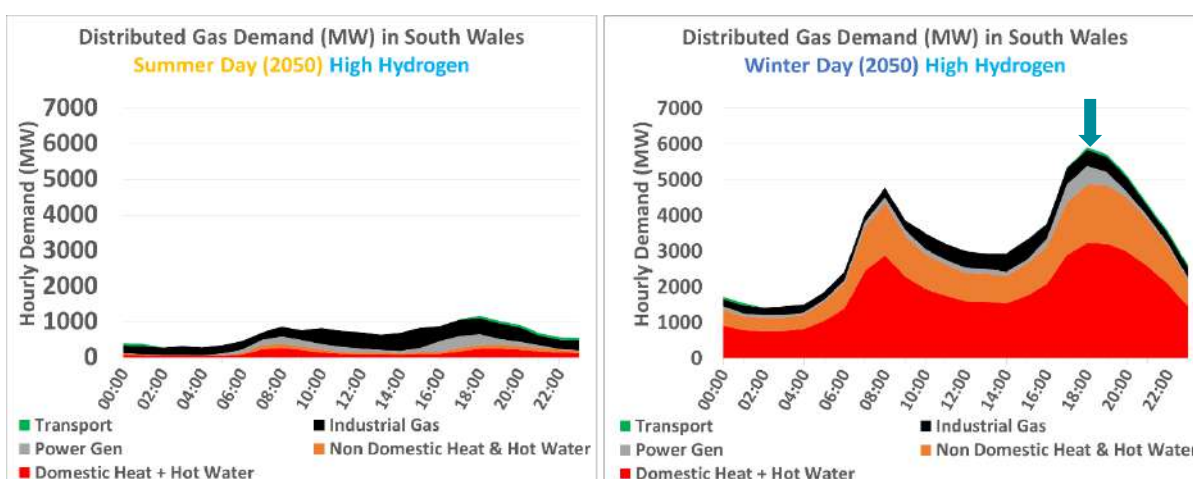 Distributed Gas Demand (MW) in South Wales
Summer Day (2050) High Hydrogen
Hourly Demand (MW)
7000
6000
5000
4000
3000
2000
1000
0
00:00 02:00 04:00 06:00 08:00 10:00 12:00 14:00 16:00 18:00 20:00 22:00
Transport Industrial Gas
Power Gen Non Domestic Heat & Hot Water
Domestic Heat + Hot Water
Distributed Gas Demand (MW) in South Wales
Winter Day (2050) High Hydrogen
Hourly Demand (MW)
7000
6000
5000
4000
3000
2000
1000
0
00:00 02:00 04:00 06:00 08:00 10:00 12:00 14:00 16:00 18:00 20:00 22:00
Transport Industrial Gas
Power Gen Non Domestic Heat & Hot Water
Domestic Heat + Hot Water